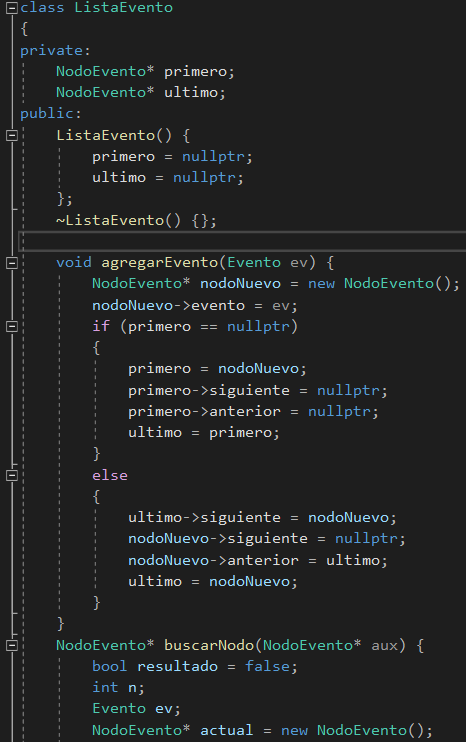 class ListaEvento
{
private:
    NodoEvento* primero;
    NodoEvento* ultimo;
public:
    ListaEvento() {
        primero = nullptr;
        ultimo = nullptr;
    };
    ~ListaEvento() {};

    void agregarEvento(Evento ev) {
        NodoEvento* nodoNuevo = new NodoEvento();
        nodoNuevo->evento = ev;
        if (primero == nullptr)
        {
            primero = nodoNuevo;
            primero->siguiente = nullptr;
            primero->anterior = nullptr;
            ultimo = primero;
        }
        else
        {
            ultimo->siguiente = nodoNuevo;
            nodoNuevo->siguiente = nullptr;
            nodoNuevo->anterior = ultimo;
            ultimo = nodoNuevo;
        }
    }
    NodoEvento* buscarNodo(NodoEvento* aux) {
        bool resultado = false;
        int n;
        Evento ev;
        NodoEvento* actual = new NodoEvento();